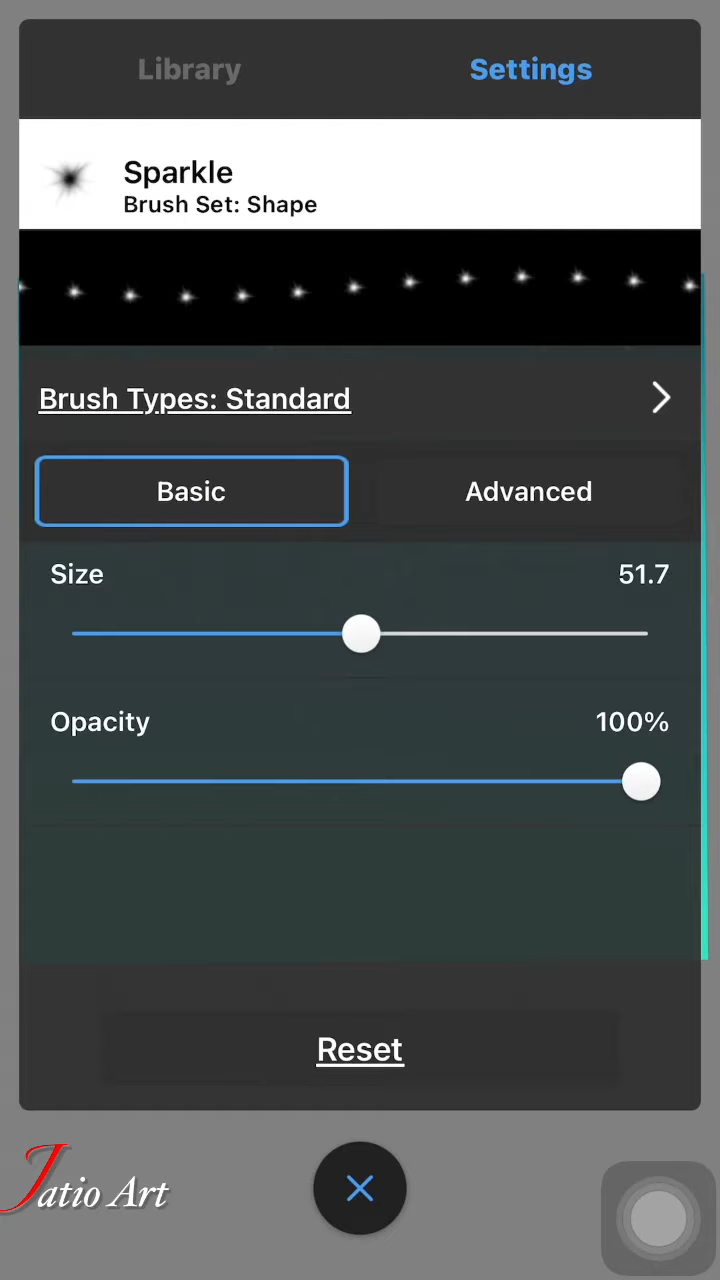 Library
Settings
Sparkle
Brush Set: Shape
Brush Types: Standard
Basic
Advanced
Size
51.7
Opacity
100%
Reset
Jatio Art